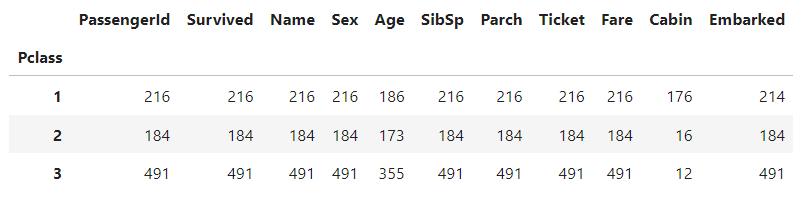 PassengerId Survived Name Sex Age SibSp Parch Ticket Fare Cabin Embarked
Pclass
1 216 216 216 216 186 216 216 216 216 176 214
2 184 184 184 184 173 184 184 184 184 16 184
3 491 491 491 491 355 491 491 491 491 12 491